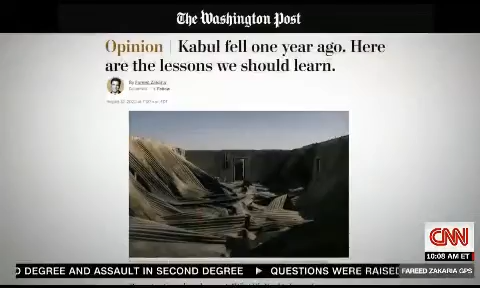 The Washington Post
Opinion | Kabul fell one year ago. Here
are the lessons we should learn.
By Fareed Zakaria
CNN
10:08 AM ET
D DEGREE AND ASSAULT IN SECOND DEGREE ▶ QUESTIONS WERE RAISED
FAREED ZAKARIA GPS